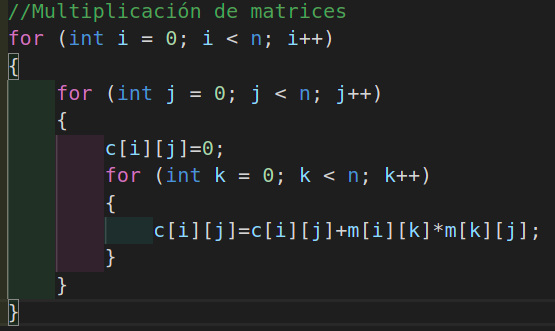 //Multiplicación de matrices
for (int i = 0; i < n; i++)
{
    for (int j = 0; j < n; j++)
    {
        c[i][j]=0;
        for (int k = 0; k < n; k++)
        {
            c[i][j]=c[i][j]+m[i][k]*m[k][j];
        }
    }
}